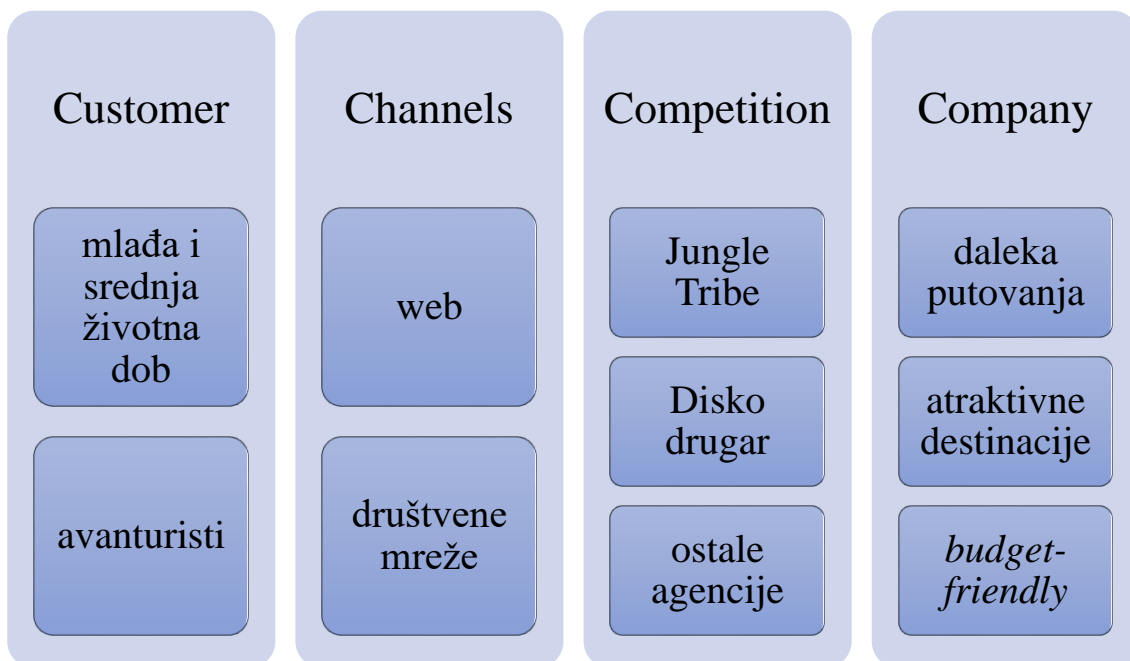 Customer
mlađa i
srednja
životna
dob
avanturisti
Channels
web
društvene
mreže
Competition
Jungle
Tribe
Disko
drugar
ostale
agencije
Company
daleka
putovanja
atraktivne
destinacije
budget-
friendly